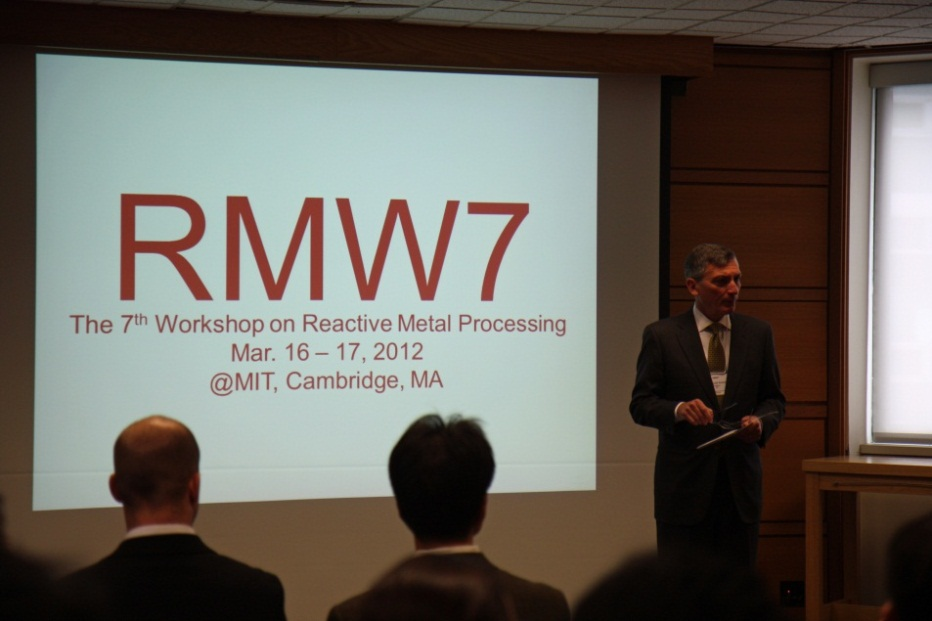 RMW7
The 7th Workshop on Reactive Metal Processing
Mar. 16 – 17, 2012
@MIT, Cambridge, MA